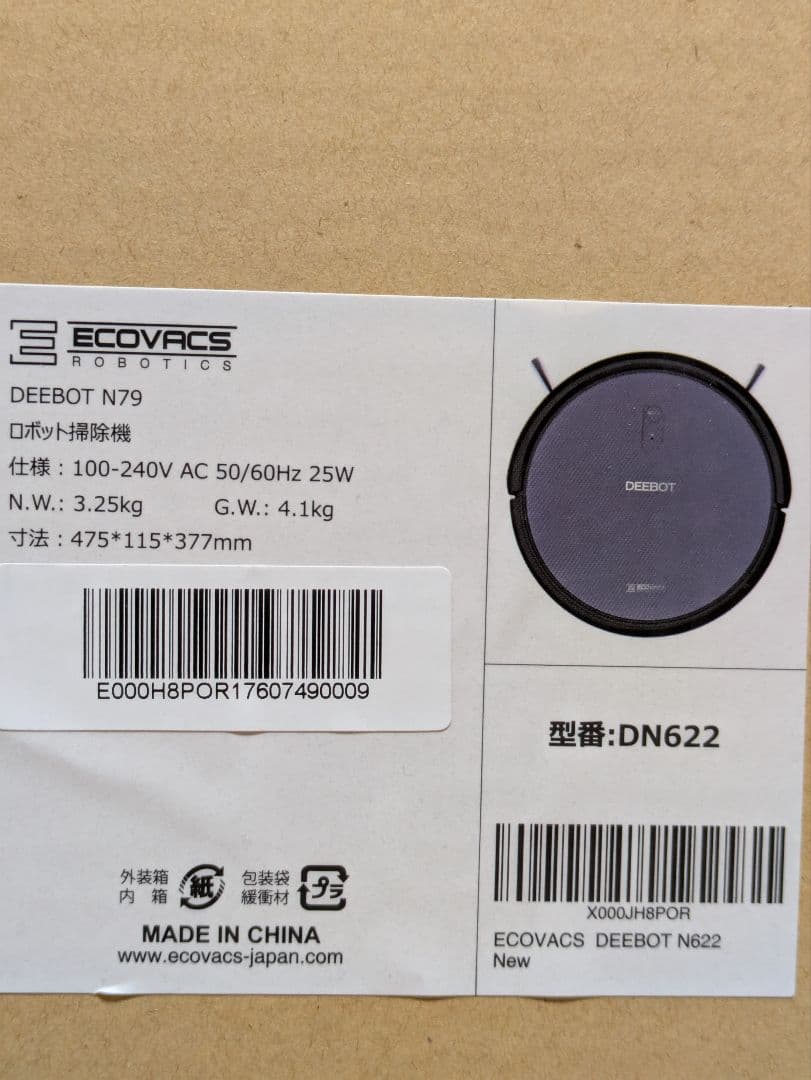 ECOVACS
ROBOTICS
DEEBOT N79
ロボット掃除機
仕様：100-240V AC 50/60Hz 25W
N.W.: 3.25kg G.W.: 4.1kg
寸法：475*115*377mm
E000H8POR17607490009
外装箱 紙 包装袋 プラ
内 箱 緩衝材
MADE IN CHINA
www.ecovacs-japan.com
DEEBOT
ECOVACS
型番:DN622
X000JH8POR
ECOVACS DEEBOT N622
New